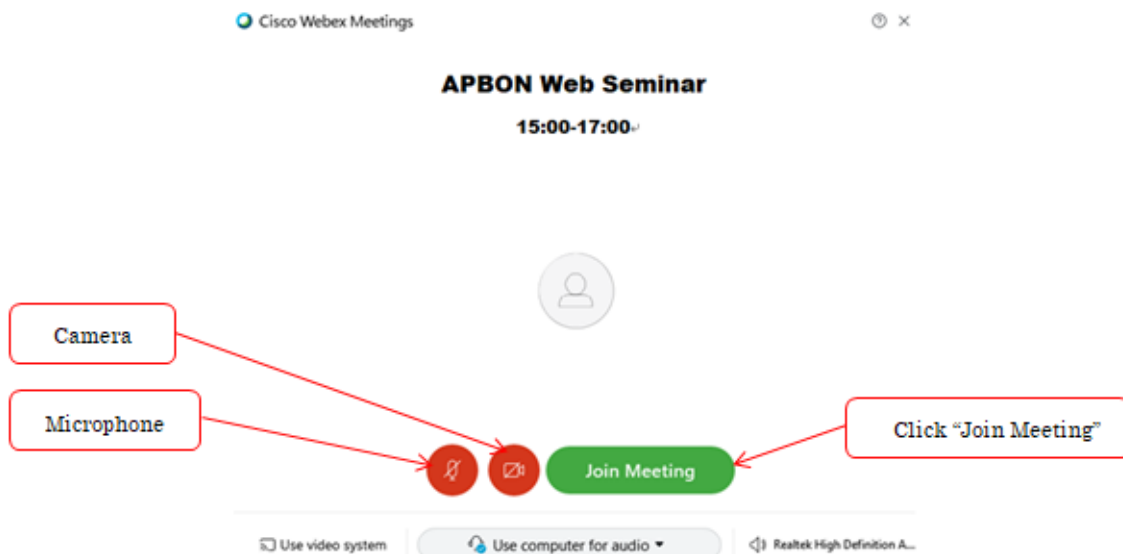 Cisco Webex Meetings
APBON Web Seminar
15:00-17:00↵
Camera
Microphone
Click “Join Meeting”
Join Meeting
Use video system
Use computer for audio
Realtek High Definition A...